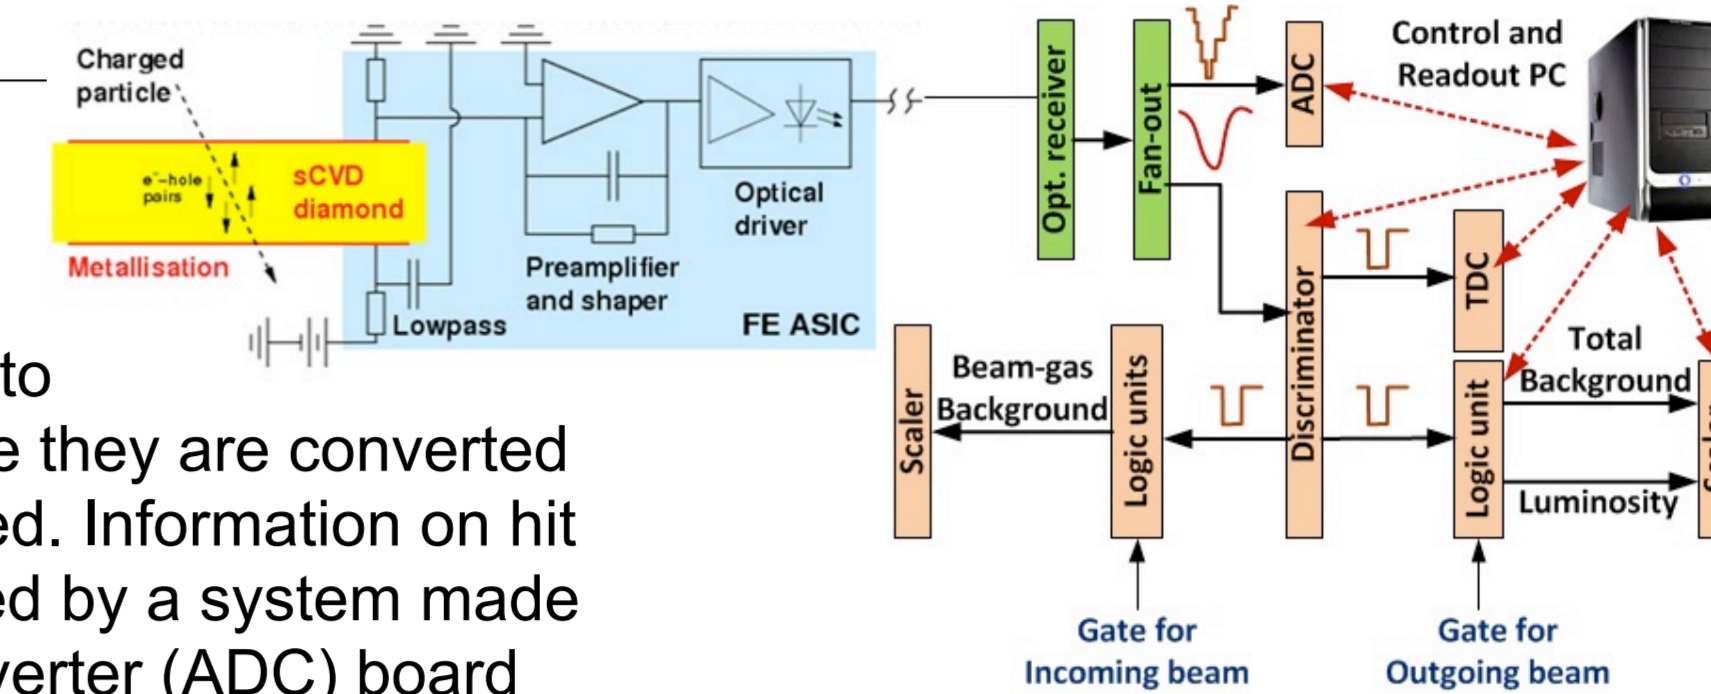 Charged
particle
e⁻-hole
pairs
sCVD
diamond
Metallisation
Lowpass
Preamplifier
and shaper
Optical
driver
FE ASIC
Opt. receiver
Fan-out
ADC
Control and
Readout PC
Discriminator
TDC
Total
Background
Logic unit
Luminosity
Logic units
Beam-gas
Background
Scaler
Gate for
Incoming beam
Gate for
Outgoing beam
to
e they are converted
ed. Information on hit
ed by a system made
verter (ADC) board